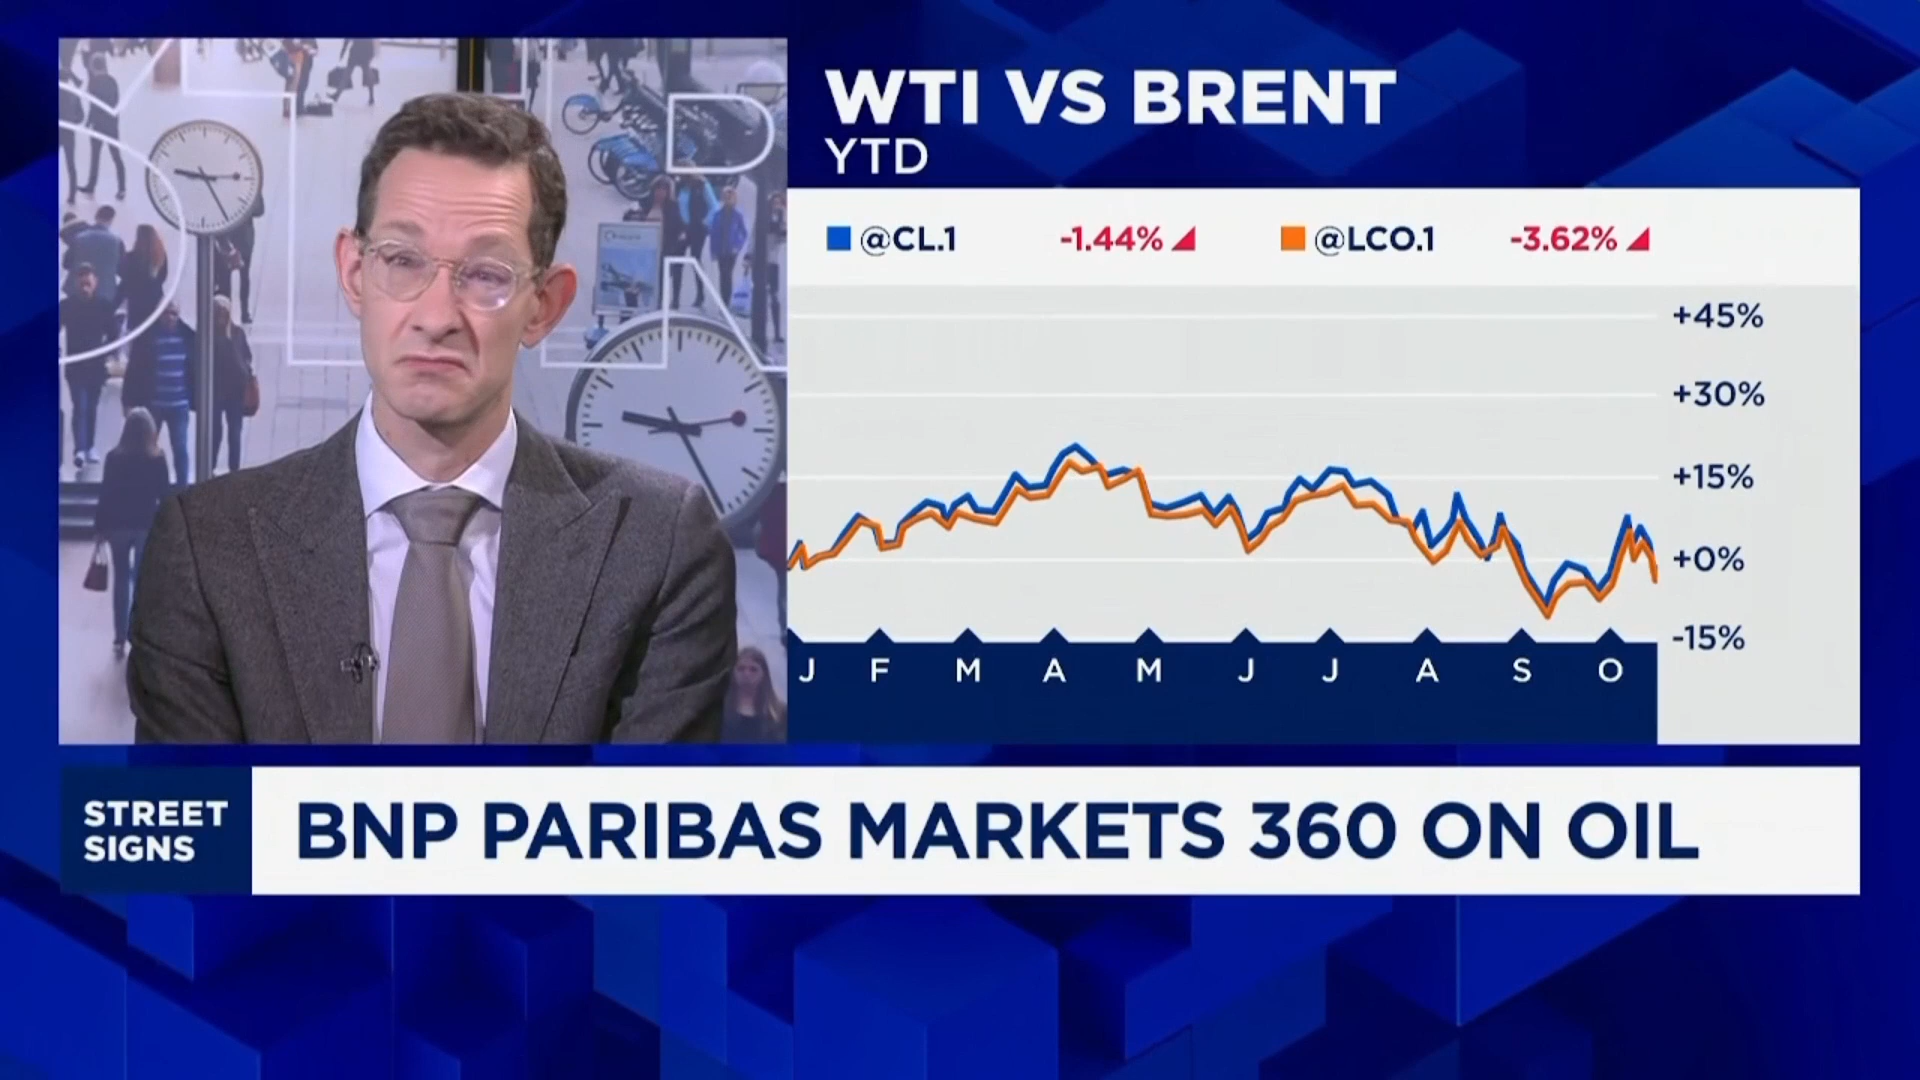 WTI VS BRENT
YTD
@CL.1 -1.44% @LCO.1 -3.62%
+45%
+30%
+15%
+0%
-15%
J F M A M J J A S O
STREET
SIGNS
BNP PARIBAS MARKETS 360 ON OIL